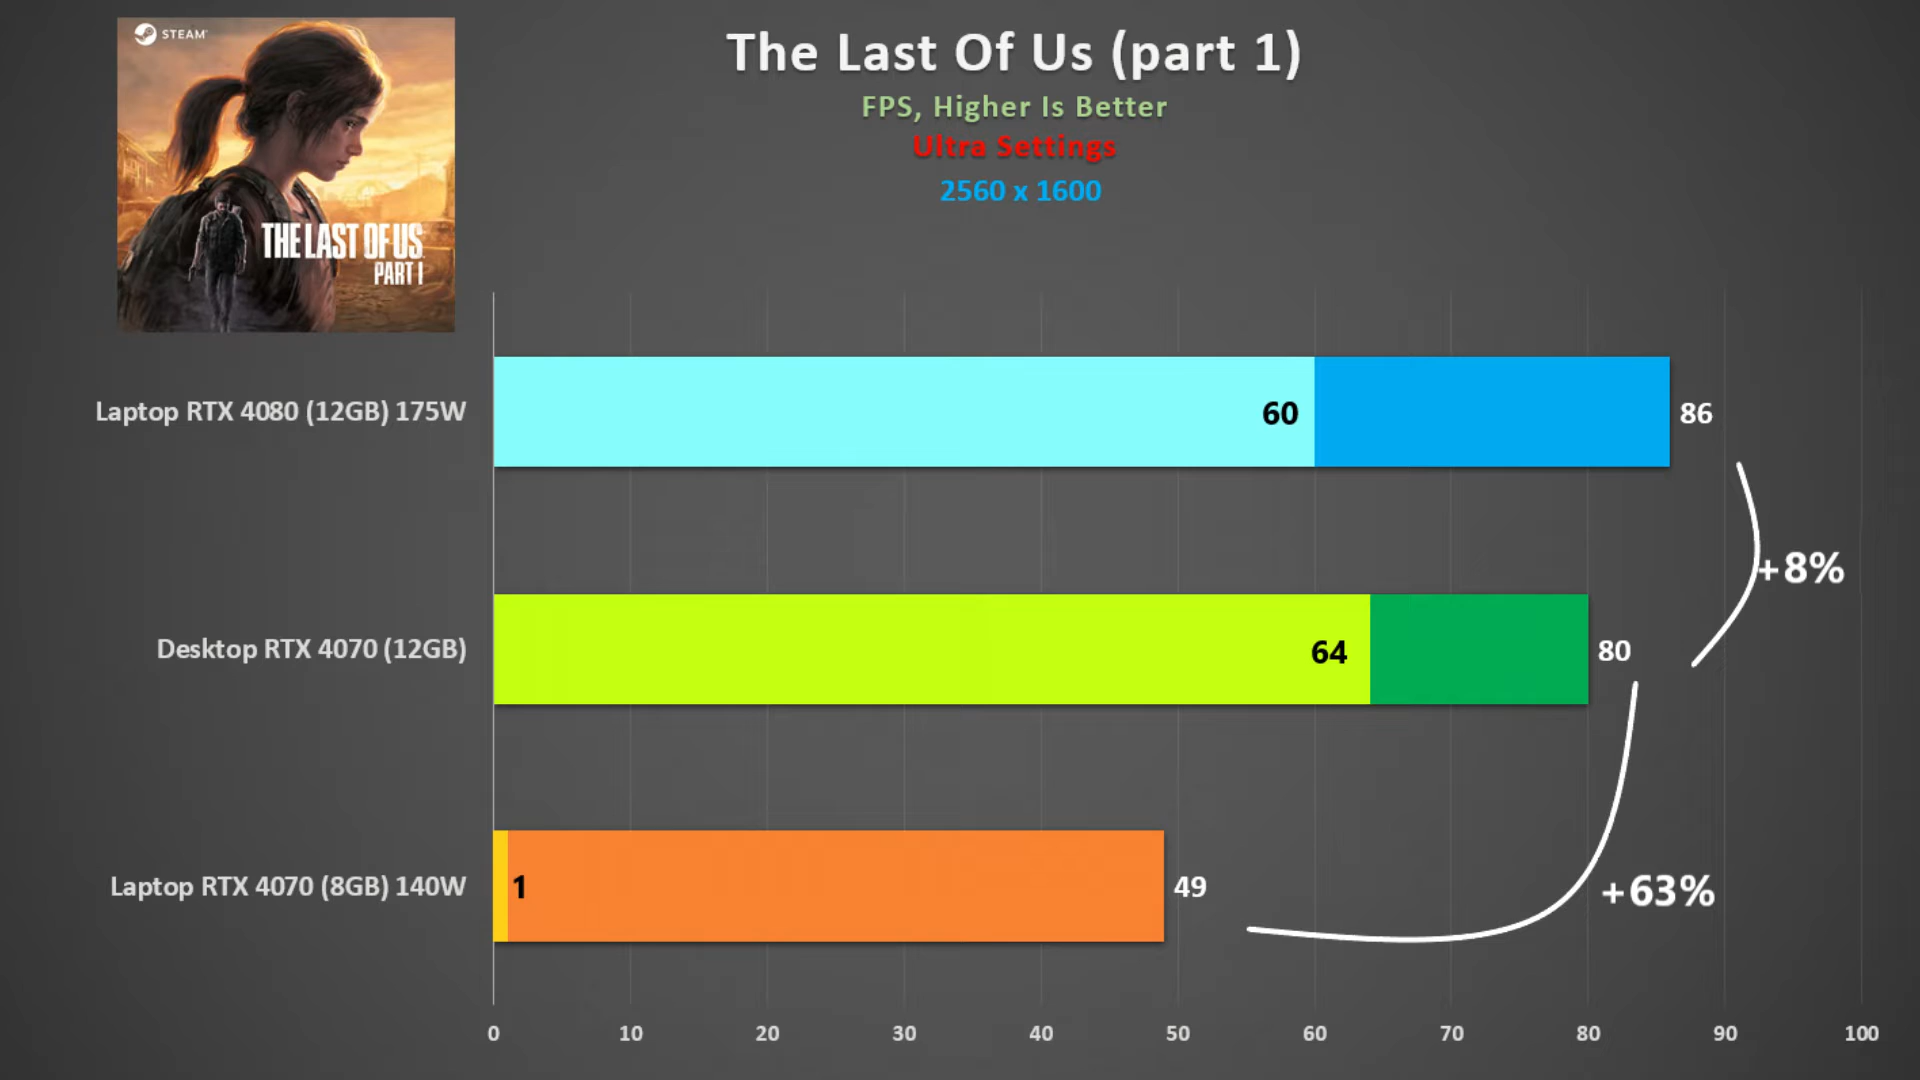 STEAM
The Last Of Us (part 1)
FPS, Higher Is Better
Ultra Settings
2560 x 1600
THE LAST OF US
PART I
Laptop RTX 4080 (12GB) 175W
60
86
+8%
Desktop RTX 4070 (12GB)
64
80
Laptop RTX 4070 (8GB) 140W
1
49
+63%
0 10 20 30 40 50 60 70 80 90 100